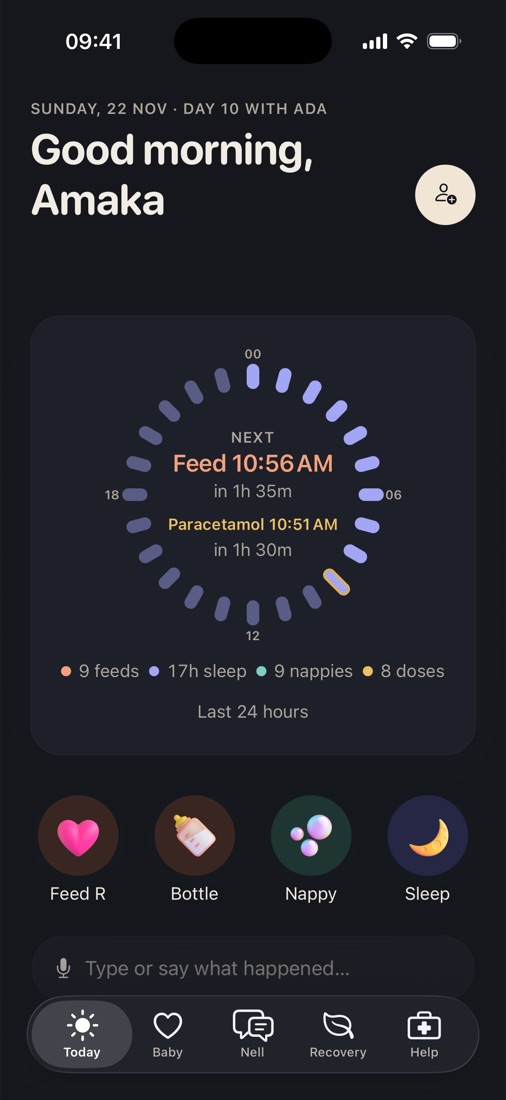 09:41
SUNDAY, 22 NOV · DAY 10 WITH ADA
Good morning,
Amaka
00
NEXT
Feed 10:56 AM
in 1h 35m
18
06
Paracetamol 10:51 AM
in 1h 30m
12
9 feeds 17h sleep 9 nappies 8 doses
Last 24 hours
Feed R Bottle Nappy Sleep
Type or say what happened...
Today Baby Nell Recovery Help